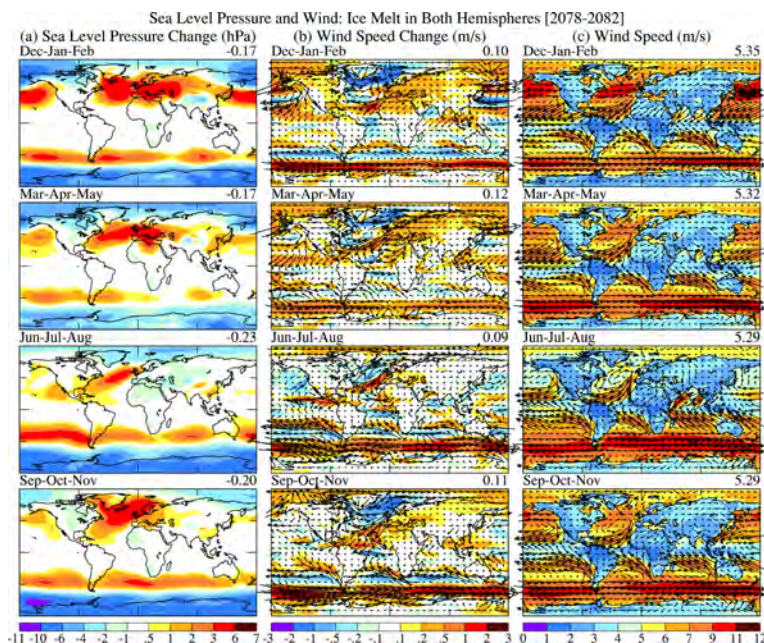 Sea Level Pressure and Wind: Ice Melt in Both Hemispheres [2078-2082]
(a) Sea Level Pressure Change (hPa) (b) Wind Speed Change (m/s) (c) Wind Speed (m/s)
Dec-Jan-Feb -0.17 Dec-Jan-Feb 0.10 Dec-Jan-Feb 5.35
Mar-Apr-May -0.17 Mar-Apr-May 0.12 Mar-Apr-May 5.32
Jun-Jul-Aug -0.23 Jun-Jul-Aug 0.09 Jun-Jul-Aug 5.29
Sep-Oct-Nov -0.20 Sep-Oct-Nov 0.11 Sep-Oct-Nov 5.29
-11 -10 -6 -4 -2 -1 .5 1 2 4 6 7 -3 -2 -1 -.5 -.2 -.1 .1 .2 .5 1 2 3 0 1 3 5 7 9 11